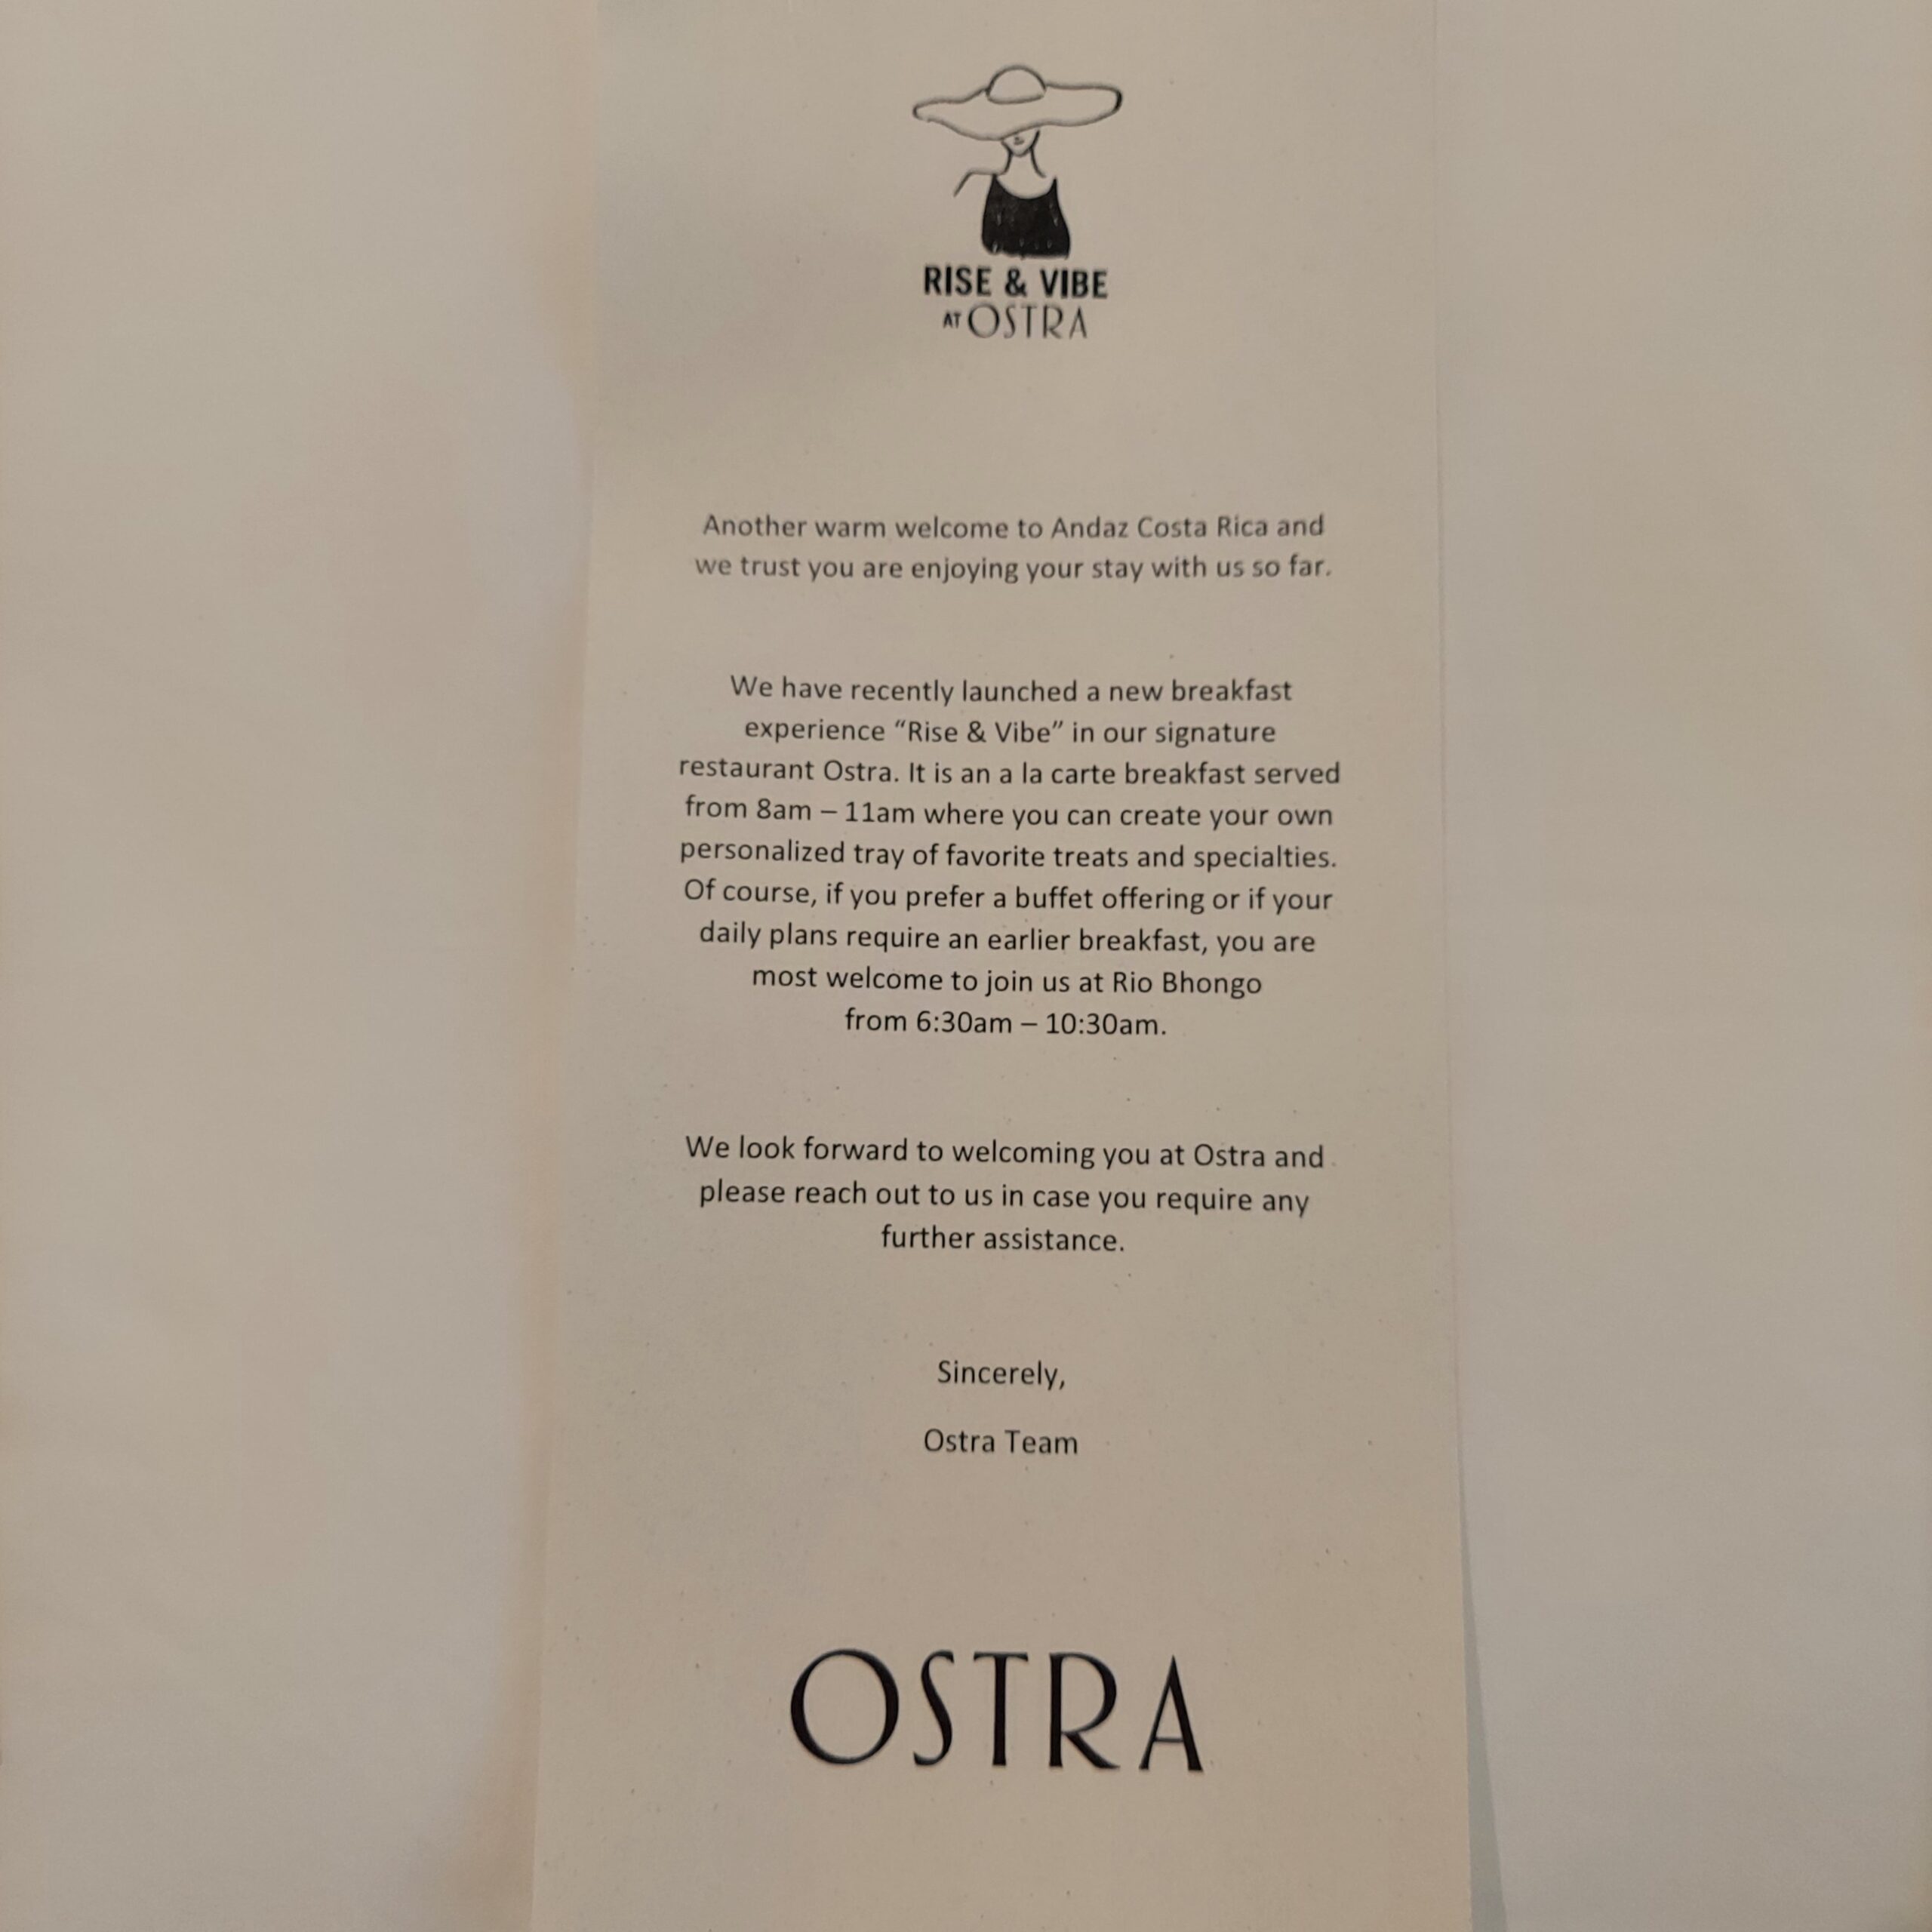 RISE & VIBE
AT OSTRA
Another warm welcome to Andaz Costa Rica and
we trust you are enjoying your stay with us so far.
We have recently launched a new breakfast
experience “Rise & Vibe” in our signature
restaurant Ostra. It is an a la carte breakfast served
from 8am – 11am where you can create your own
personalized tray of favorite treats and specialties.
Of course, if you prefer a buffet offering or if your
daily plans require an earlier breakfast, you are
most welcome to join us at Rio Bhongo
from 6:30am – 10:30am.
We look forward to welcoming you at Ostra and
please reach out to us in case you require any
further assistance.
Sincerely,
Ostra Team
OSTRA